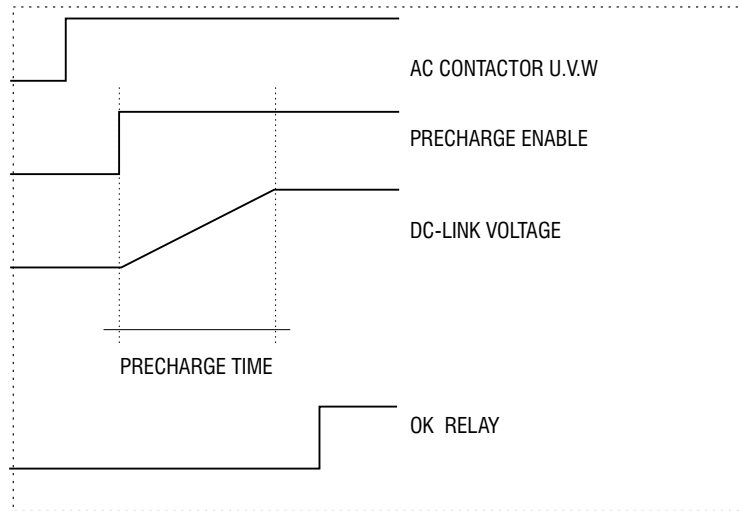 AC CONTACTOR U.V.W
PRECHARGE ENABLE
DC-LINK VOLTAGE
PRECHARGE TIME
OK RELAY